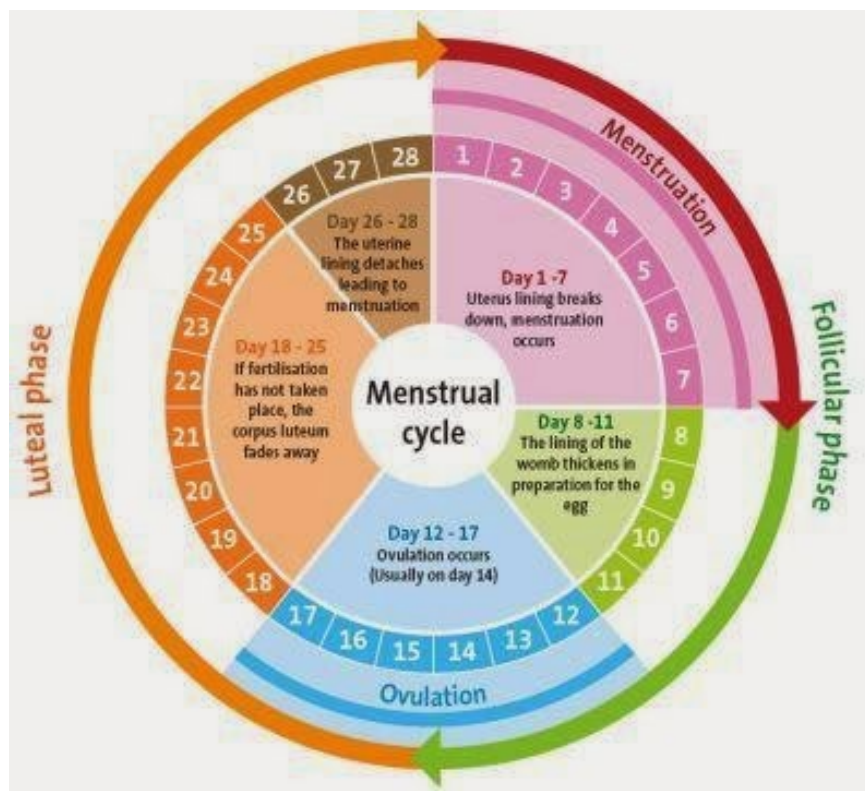 Menstrual
cycle
Menstruation
Follicular phase
Ovulation
Luteal phase
1
2
3
4
5
6
7
8
9
10
11
12
13
14
15
16
17
18
19
20
21
22
23
24
25
26
27
28
Day 1 -7
Uterus lining breaks
down, menstruation
occurs
Day 8 -11
The lining of the
womb thickens in
preparation for the
egg
Day 12 - 17
Ovulation occurs
(Usually on day 14)
Day 18 - 25
If fertilisation
has not taken
place, the
corpus luteum
fades away
Day 26 - 28
The uterine
lining detaches
leading to
menstruation